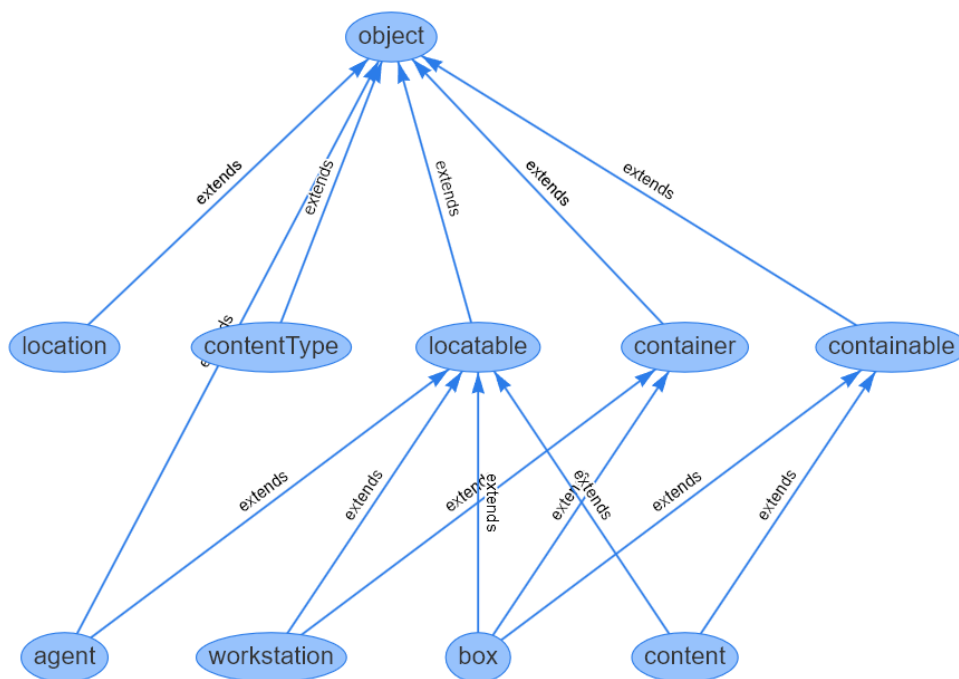 object
extends
extends
extends
extends
extends
extends
location
contentType
locatable
container
containable
extends
extends
extends
extends
extends
extends
extends
extends
agent
workstation
box
content